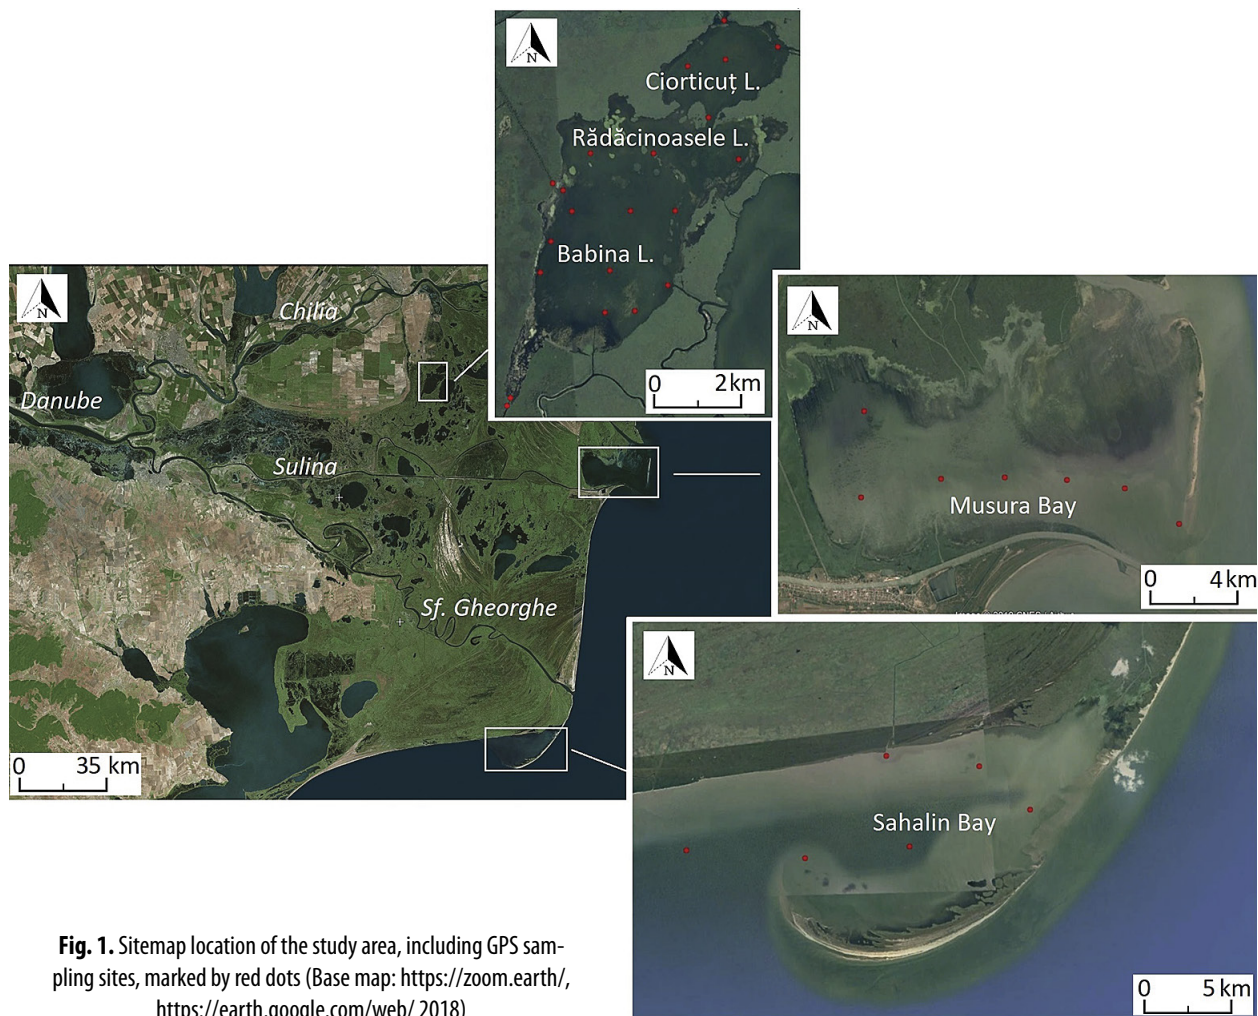 N
Ciorticuț L.
Rădăcinoasele L.
Babina L.
0 2 km
N
Chilia
Danube
Sulina
Sf. Gheorghe
0 35 km
N
Musura Bay
0 4 km
N
Sahalin Bay
0 5 km
Fig. 1. Sitemap location of the study area, including GPS sam-
pling sites, marked by red dots (Base map: https://zoom.earth/,
https://earth.google.com/web/ 2018)